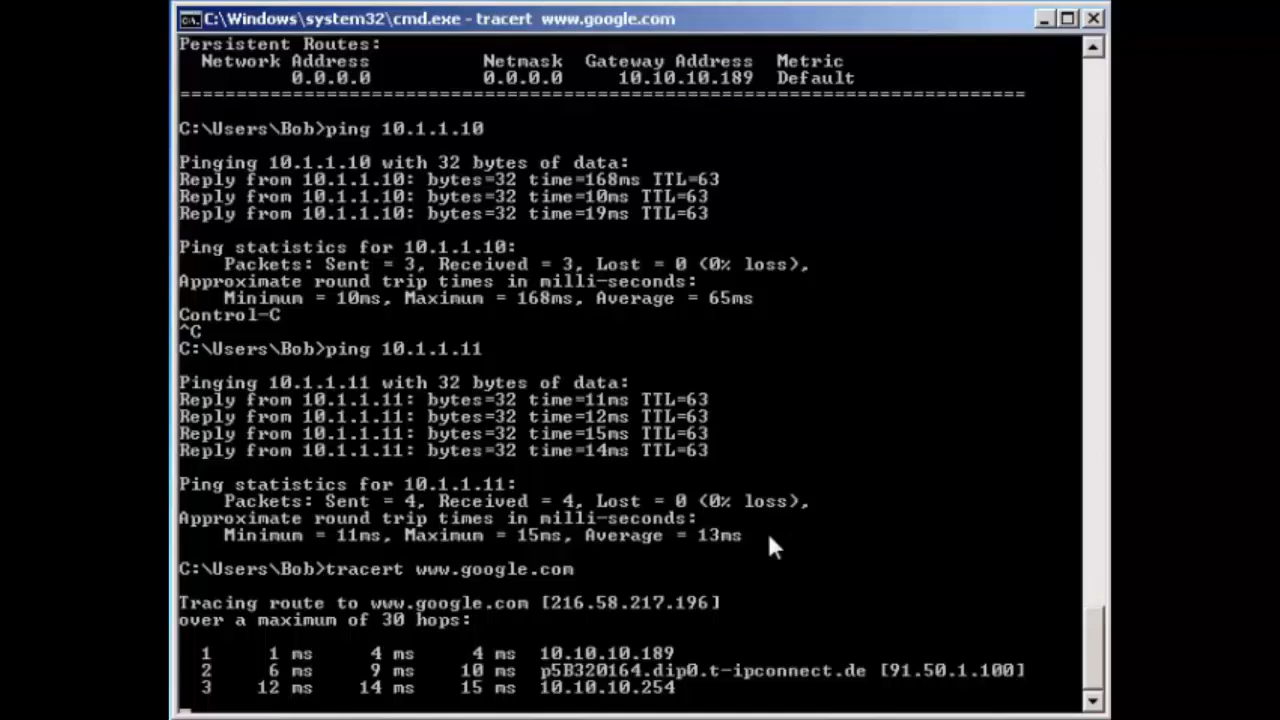 C:\Windows\system32\cmd.exe - tracert www.google.com
Persistent Routes:
Network Address Netmask Gateway Address Metric
0.0.0.0 0.0.0.0 10.10.10.189 Default
===========================================================================
C:\Users\Bob>ping 10.1.1.10
Pinging 10.1.1.10 with 32 bytes of data:
Reply from 10.1.1.10: bytes=32 time=168ms TTL=63
Reply from 10.1.1.10: bytes=32 time=10ms TTL=63
Reply from 10.1.1.10: bytes=32 time=19ms TTL=63
Ping statistics for 10.1.1.10:
Packets: Sent = 3, Received = 3, Lost = 0 (0% loss),
Approximate round trip times in milli-seconds:
Minimum = 10ms, Maximum = 168ms, Average = 65ms
Control-C
^C
C:\Users\Bob>ping 10.1.1.11
Pinging 10.1.1.11 with 32 bytes of data:
Reply from 10.1.1.11: bytes=32 time=11ms TTL=63
Reply from 10.1.1.11: bytes=32 time=12ms TTL=63
Reply from 10.1.1.11: bytes=32 time=15ms TTL=63
Reply from 10.1.1.11: bytes=32 time=14ms TTL=63
Ping statistics for 10.1.1.11:
Packets: Sent = 4, Received = 4, Lost = 0 (0% loss),
Approximate round trip times in milli-seconds:
Minimum = 11ms, Maximum = 15ms, Average = 13ms
C:\Users\Bob>tracert www.google.com
Tracing route to www.google.com [216.58.217.196]
over a maximum of 30 hops:
1 1 ms 4 ms 4 ms 10.10.10.189
2 6 ms 9 ms 10 ms p5B320164.dip0.t-ipconnect.de [91.50.1.100]
3 12 ms 14 ms 15 ms 10.10.10.254